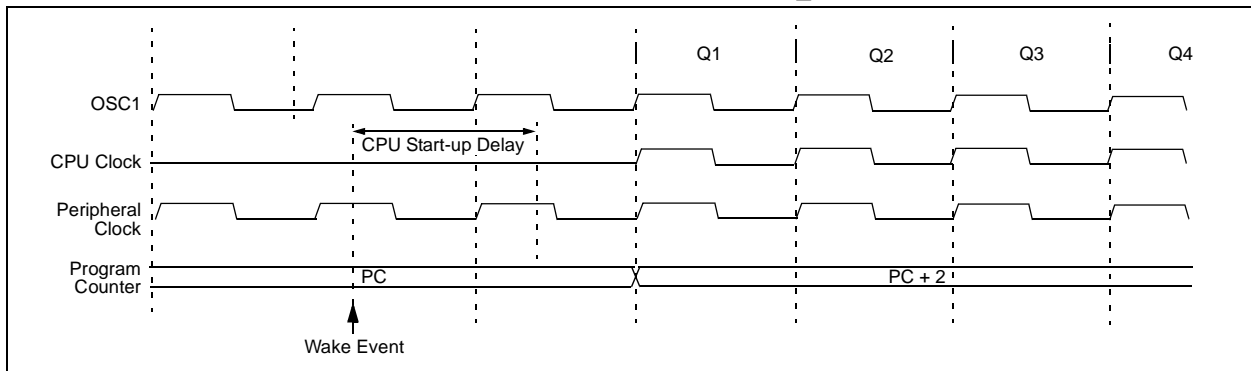 Q1 Q2 Q3 Q4
OSC1
CPU Start-up Delay
CPU Clock
Peripheral
Clock
Program
Counter
PC PC + 2
Wake Event